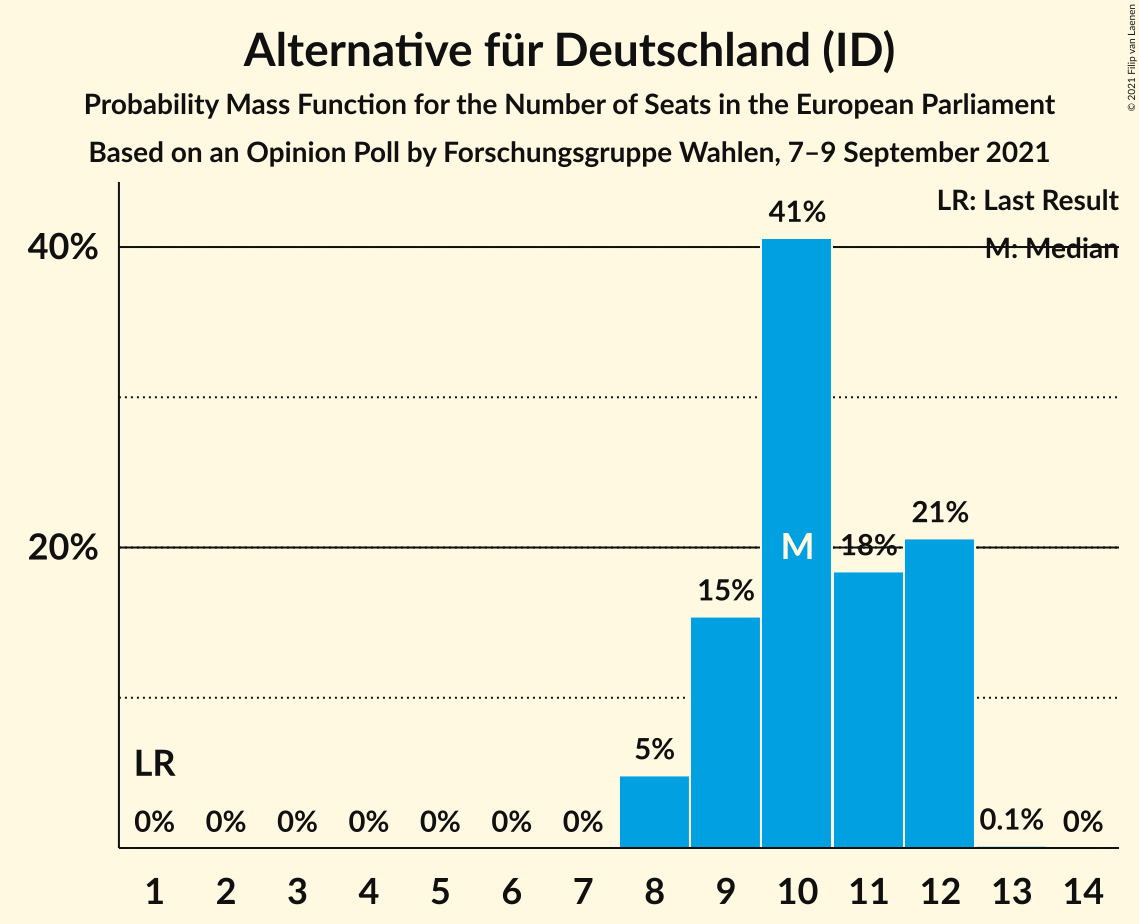 Alternative für Deutschland (ID)
Probability Mass Function for the Number of Seats in the European Parliament
Based on an Opinion Poll by Forschungsgruppe Wahlen, 7–9 September 2021
© 2021 Filip van Laenen
LR: Last Result
M: Median
40%
20%
41%
21%
18%
15%
5%
0.1%
M
LR
0% 0% 0% 0% 0% 0% 0% 0%
1 2 3 4 5 6 7 8 9 10 11 12 13 14